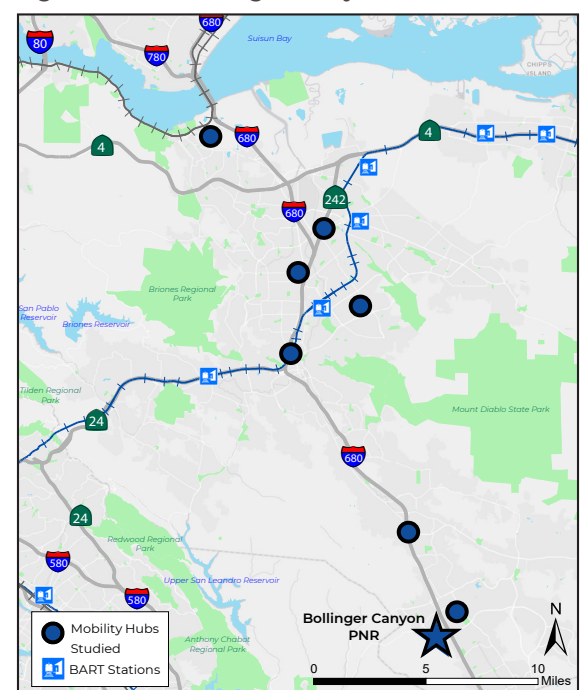 680
Suisun Bay
80
780
CHIPPS
ISLAND
4
680
4
242
680
Briones Regional
Park
San Pablo
Reservoir
Briones Reservoir
Tilden Regional
Park
24
Mount Diablo State Park
680
24
Redwood Regional
Park
580
Upper San Leandro Reservoir
580
Bollinger Canyon
PNR
N
Mobility Hubs
Studied
BART Stations
Anthony Chabot
Regional Park
0
5
10
Miles